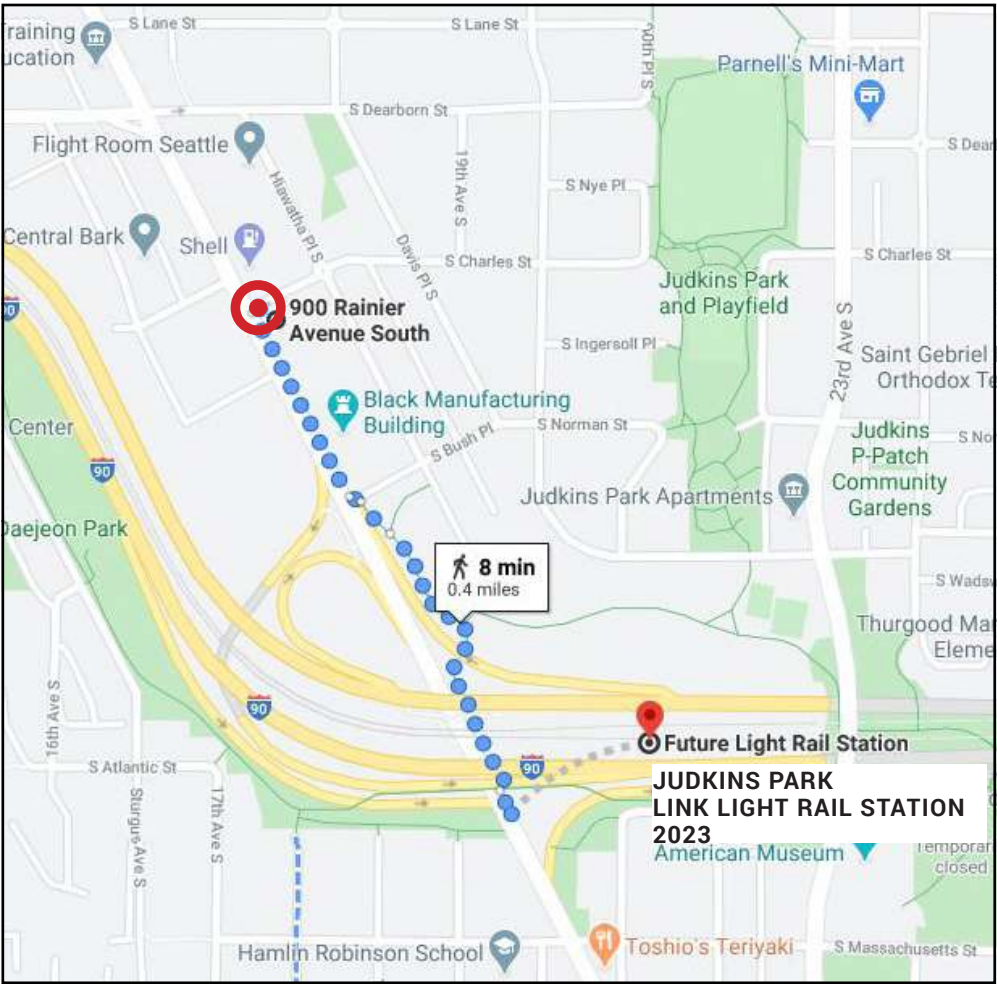 S Lane St
S Lane St
raining
ucation
20th Pl S
Parnell's Mini-Mart
S Dearborn St
Flight Room Seattle
S Dear
19th Ave S
Hiawatha Pl S
S Nye Pl
Central Bark
Shell
Davis Pl S
S Charles St
S Charles St
Judkins Park
and Playfield
90
900 Rainier
Avenue South
23rd Ave S
S Ingersoll Pl
Saint Gebriel
Orthodox Te
Black Manufacturing
Building
Center
S Bush Pl
S Norman St
Judkins
P-Patch
Community
Gardens
S No
90
Judkins Park Apartments
Daejeon Park
8 min
0.4 miles
S Wadsw
Thurgood Mar
Eleme
16th Ave S
90
Future Light Rail Station
90
S Atlantic St
JUDKINS PARK
LINK LIGHT RAIL STATION
2023
Sturgus Ave S
17th Ave S
American Museum
Temporar
closed
Hamlin Robinson School
Toshio's Teriyaki
S Massachusetts St